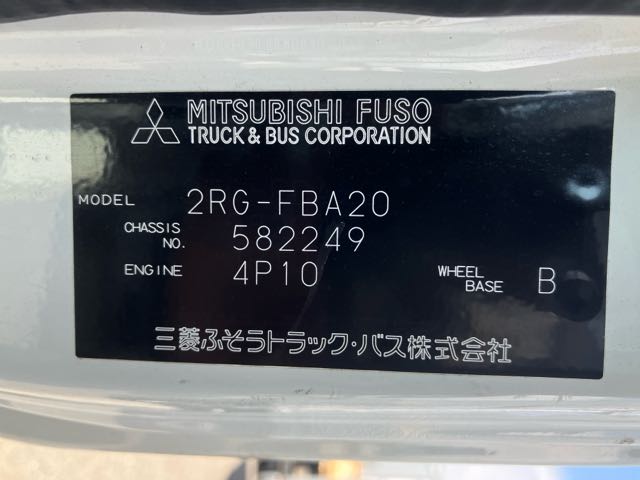 MITSUBISHI FUSO
TRUCK & BUS CORPORATION
MODEL 2RG-FBA20
CHASSIS NO. 582249
ENGINE 4P10 WHEEL BASE B
三菱ふそうトラック・バス株式会社